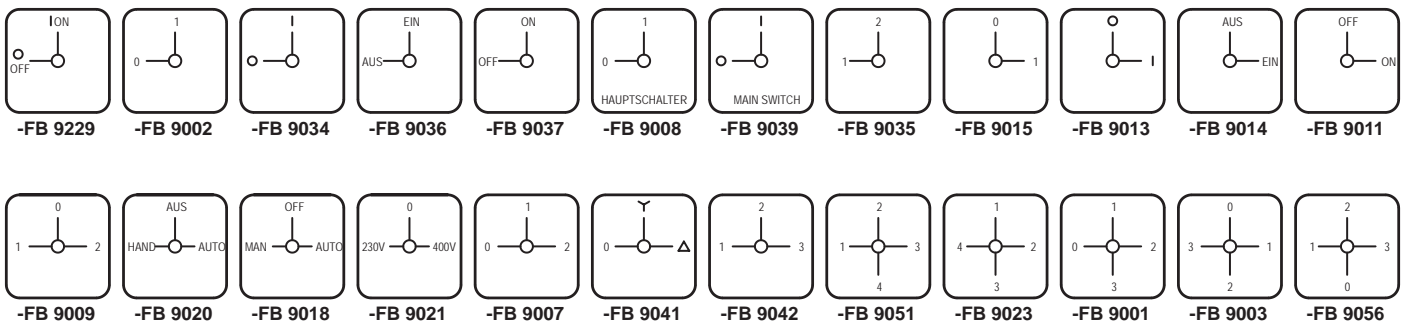 I ON
O
OFF
-FB 9229
1
0
-FB 9002
I
O
-FB 9034
EIN
AUS
-FB 9036
ON
OFF
-FB 9037
1
0
HAUPTSCHALTER
-FB 9008
I
O
MAIN SWITCH
-FB 9039
2
1
-FB 9035
0
1
-FB 9015
O
I
-FB 9013
AUS
EIN
-FB 9014
OFF
ON
-FB 9011
0
1 2
-FB 9009
AUS
HAND AUTO
-FB 9020
OFF
MAN AUTO
-FB 9018
0
230V 400V
-FB 9021
1
0 2
-FB 9007
Y
0 Δ
-FB 9041
2
1 3
-FB 9042
2
1 3
4
-FB 9051
1
4 2
3
-FB 9023
1
0 2
3
-FB 9001
0
3 1
2
-FB 9003
2
1 3
0
-FB 9056